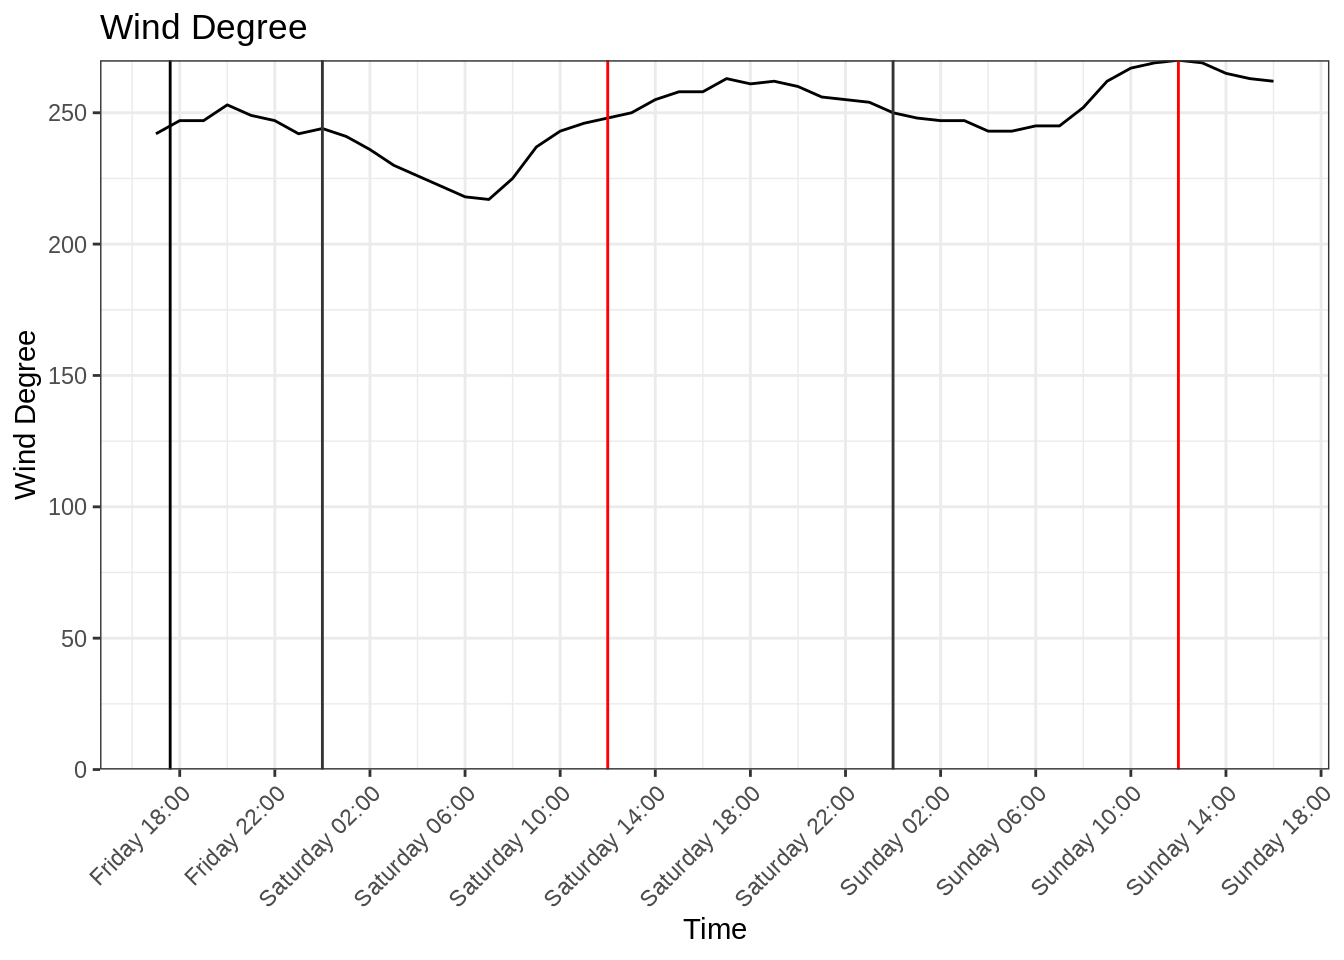 Wind Degree
Wind Degree
250
200
150
100
50
0
Friday 18:00
Friday 22:00
Saturday 02:00
Saturday 06:00
Saturday 10:00
Saturday 14:00
Saturday 18:00
Saturday 22:00
Sunday 02:00
Sunday 06:00
Sunday 10:00
Sunday 14:00
Sunday 18:00
Time